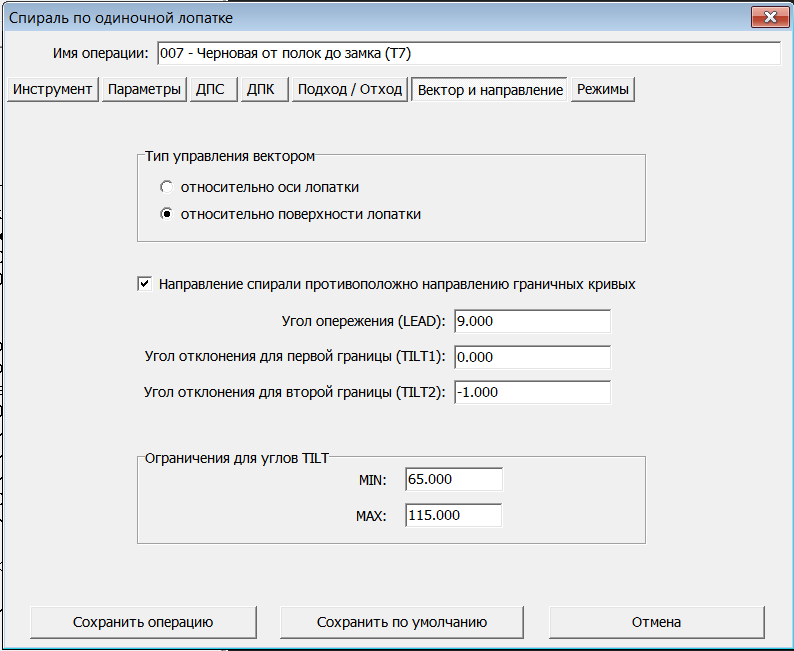 Спираль по одиночной лопатке
Имя операции: 007 - Черновая от полок до замка (T7)
Инструмент Параметры ДПС ДПК Подход / Отход Вектор и направление Режимы
Тип управления вектором
относительно оси лопатки
относительно поверхности лопатки
Направление спирали противоположно направлению граничных кривых
Угол опережения (LEAD): 9.000
Угол отклонения для первой границы (TILT1): 0.000
Угол отклонения для второй границы (TILT2): -1.000
Ограничения для углов TILT
MIN: 65.000
MAX: 115.000
Сохранить операцию Сохранить по умолчанию Отмена